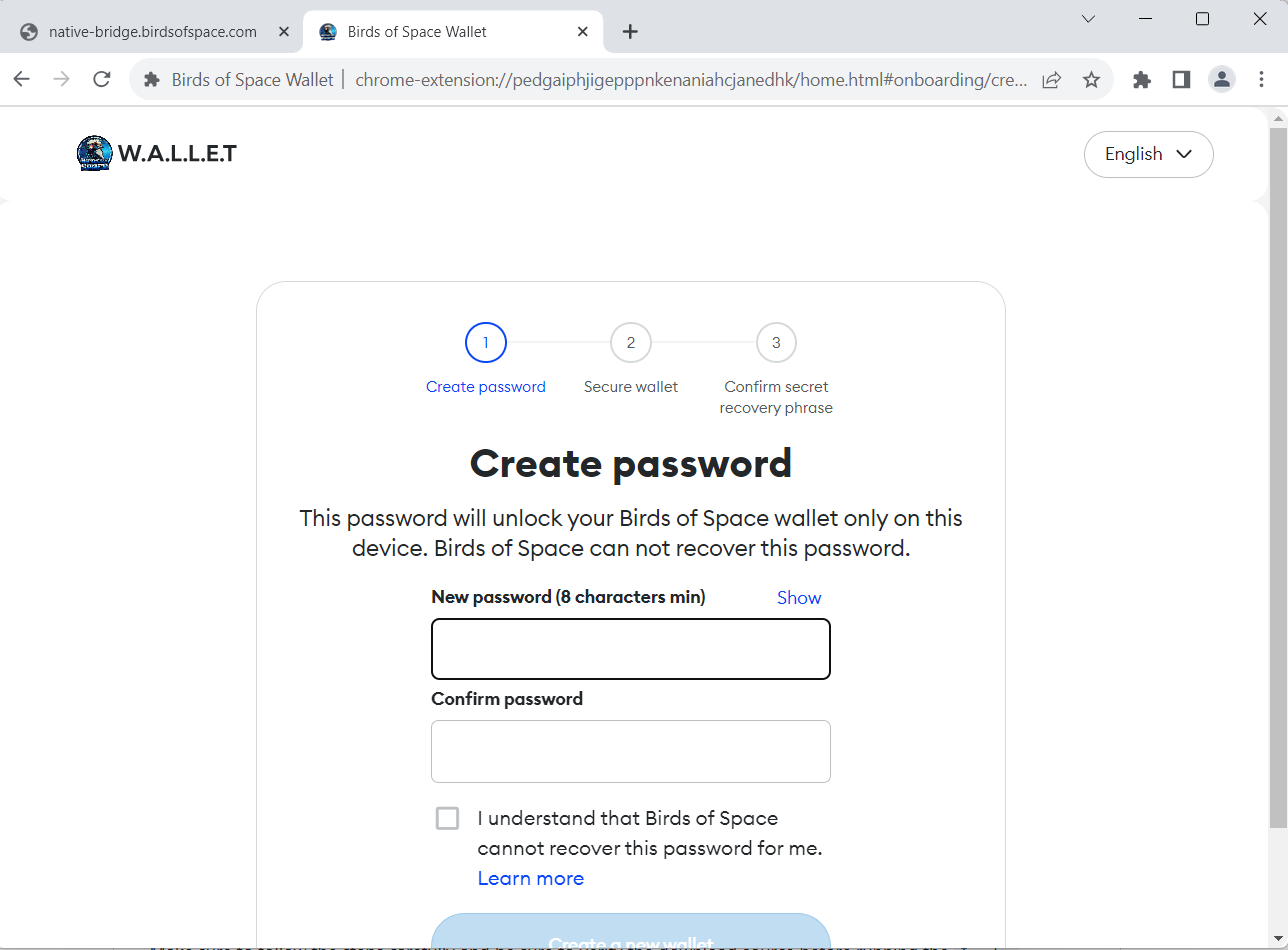 native-bridge.birdsofspace.com
Birds of Space Wallet
Birds of Space Wallet
chrome-extension://pedgaiphjigepppnkenaniahcjanedhk/home.html#onboarding/cre...
W.A.L.L.E.T
English
1
2
3
Create password
Secure wallet
Confirm secret
recovery phrase
Create password
This password will unlock your Birds of Space wallet only on this
device. Birds of Space can not recover this password.
New password (8 characters min)
Show
Confirm password
I understand that Birds of Space
cannot recover this password for me.
Learn more
Create a new wallet